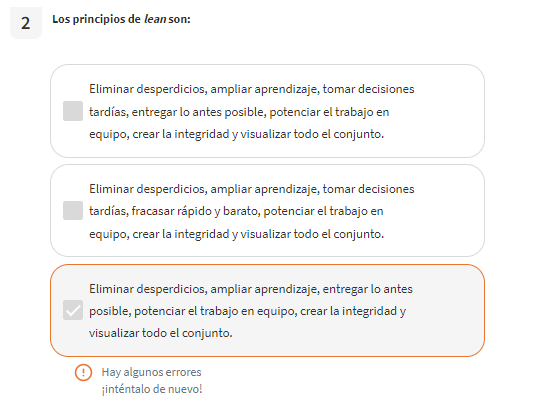 2
Los principios de lean son:
Eliminar desperdicios, ampliar aprendizaje, tomar decisiones
tardías, entregar lo antes posible, potenciar el trabajo en
equipo, crear la integridad y visualizar todo el conjunto.
Eliminar desperdicios, ampliar aprendizaje, tomar decisiones
tardías, fracasar rápido y barato, potenciar el trabajo en
equipo, crear la integridad y visualizar todo el conjunto.
Eliminar desperdicios, ampliar aprendizaje, entregar lo antes
posible, potenciar el trabajo en equipo, crear la integridad y
visualizar todo el conjunto.
Hay algunos errores
¡inténtalo de nuevo!